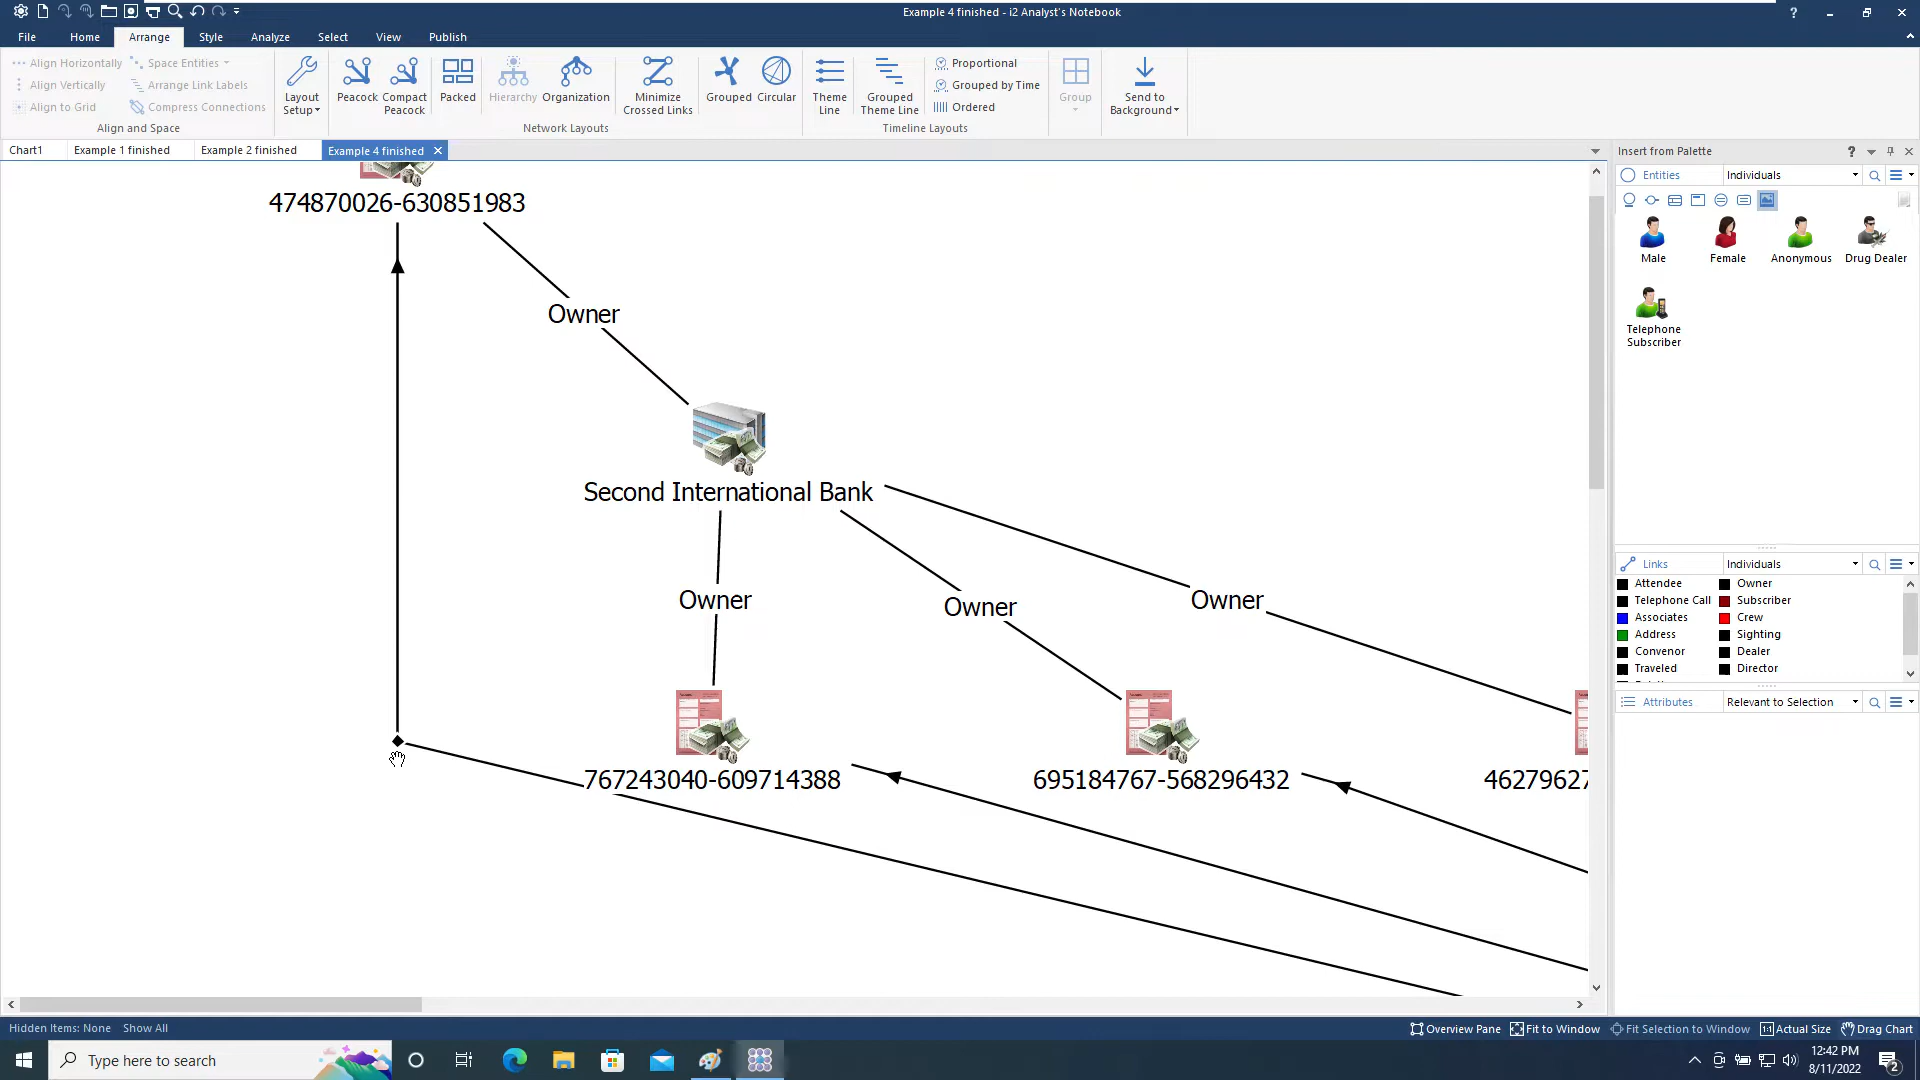 Example 4 finished - i2 Analyst's Notebook
File Home Arrange Style Analyze Select View Publish
Align Horizontally
Align Vertically
Align to Grid
Space Entities
Arrange Link Labels
Compress Connections
Align and Space
Layout
Setup
Peacock
Compact
Peacock
Packed
Hierarchy
Organization
Minimize
Crossed Links
Grouped
Circular
Network Layouts
Theme
Line
Grouped
Theme Line
Proportional
Grouped by Time
Ordered
Timeline Layouts
Group
Send to
Background
Chart1 Example 1 finished Example 2 finished Example 4 finished
474870026-630851983
Owner
Second International Bank
Owner
Owner
Owner
767243040-609714388
695184767-568296432
46279627
Insert from Palette
Entities Individuals
Male
Female
Anonymous
Drug Dealer
Telephone
Subscriber
Links Individuals
Attendee Owner
Telephone Call Subscriber
Associates Crew
Address Sighting
Convenor Dealer
Traveled Director
Attributes Relevant to Selection
Hidden Items: None Show All
Overview Pane Fit to Window Fit Selection to Window 1:1 Actual Size Drag Chart
Type here to search
12:42 PM
8/11/2022
2